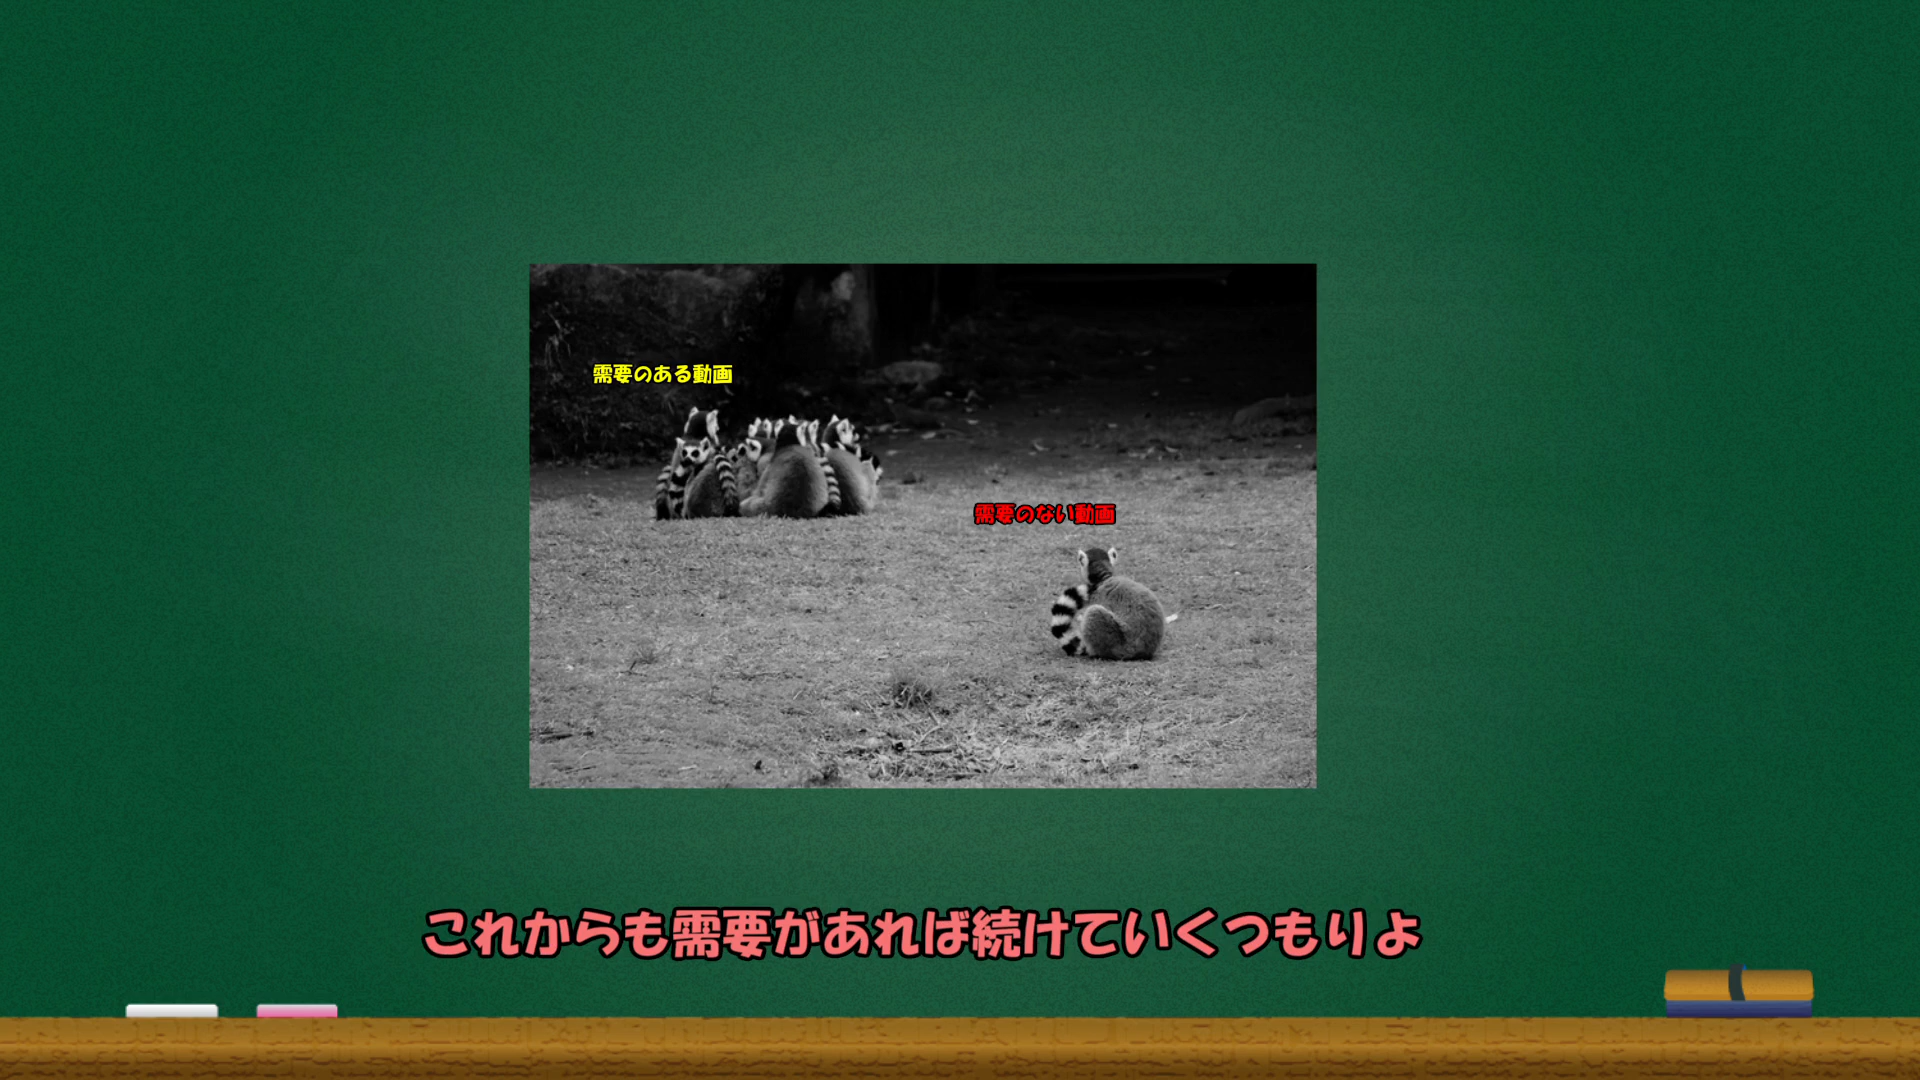 需要のある動画
需要のない動画
これからも需要があれば続けていくつもりよ